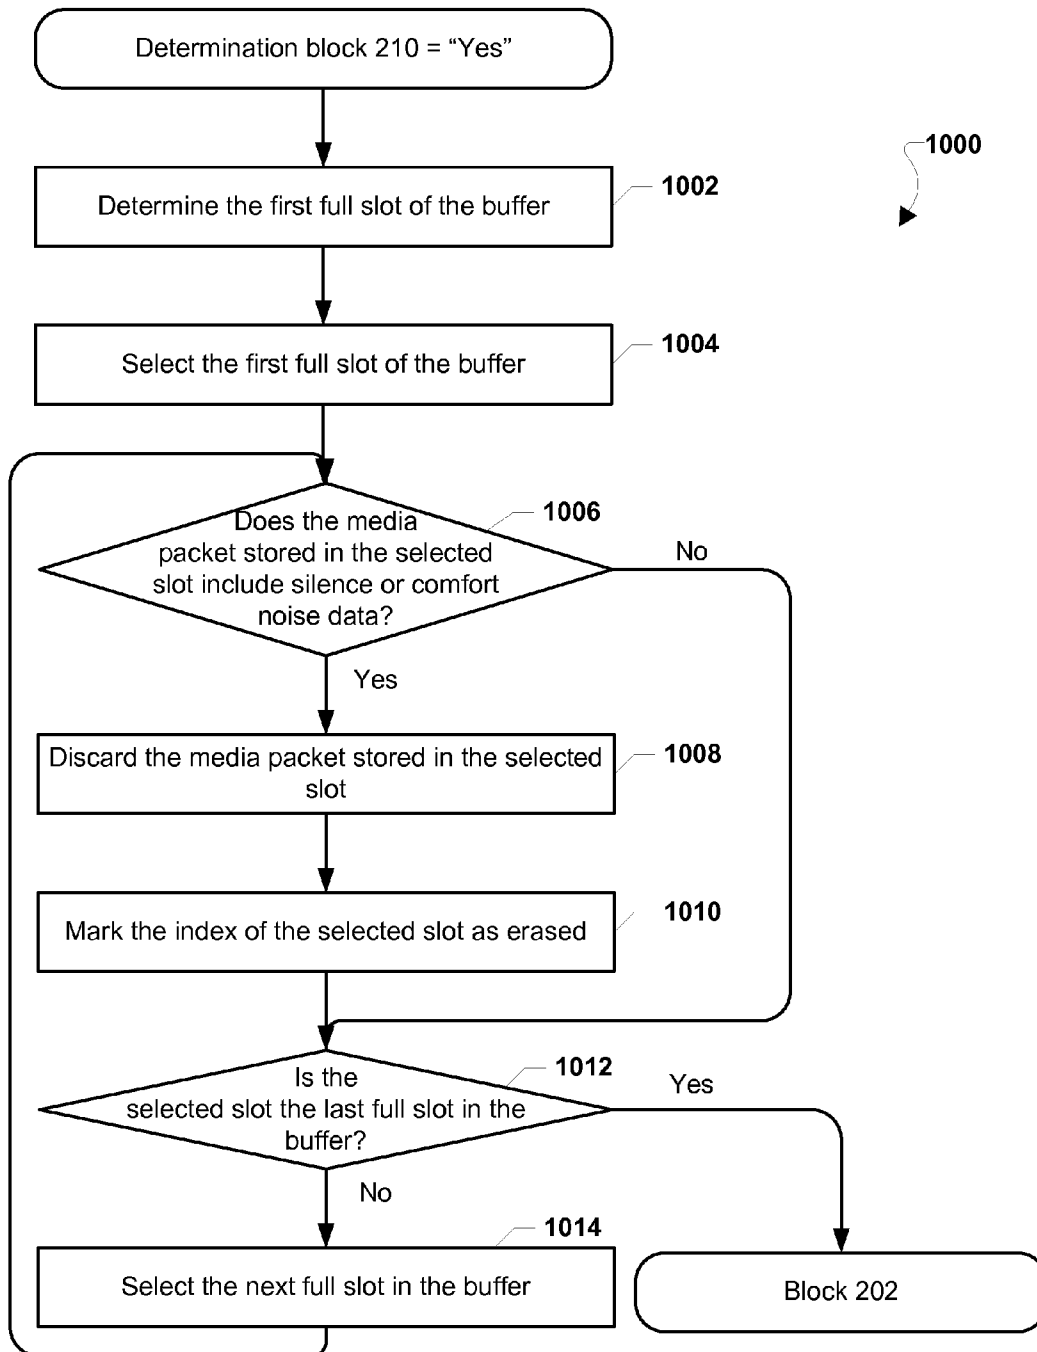 Determination block 210 = “Yes”
1000
1002
Determine the first full slot of the buffer
1004
Select the first full slot of the buffer
1006
Does the media
packet stored in the selected
slot include silence or comfort
noise data?
No
Yes
1008
Discard the media packet stored in the selected
slot
1010
Mark the index of the selected slot as erased
1012
Is the
selected slot the last full slot in the
buffer?
Yes
No
1014
Select the next full slot in the buffer
Block 202